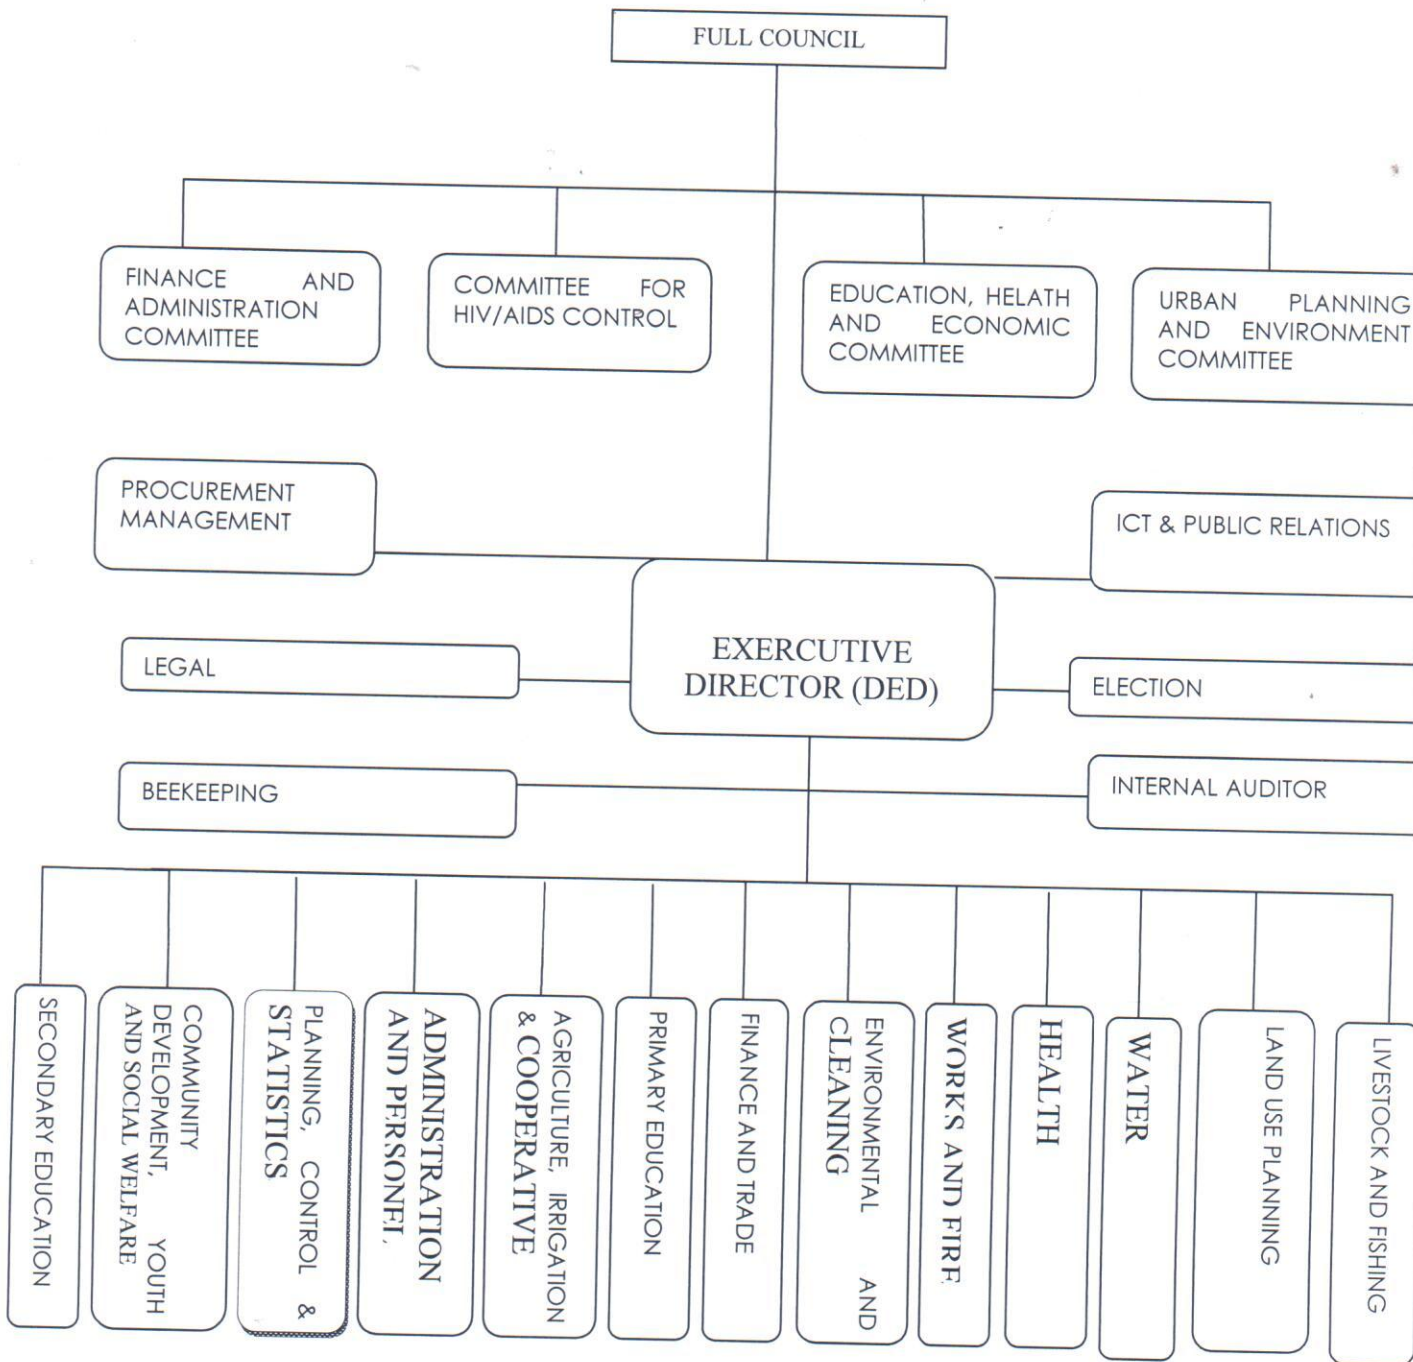 FULL COUNCIL
FINANCE AND
ADMINISTRATION
COMMITTEE
COMMITTEE FOR
HIV/AIDS CONTROL
EDUCATION, HELATH
AND ECONOMIC
COMMITTEE
URBAN PLANNING
AND ENVIRONMENT
COMMITTEE
PROCUREMENT
MANAGEMENT
ICT & PUBLIC RELATIONS
EXERCUTIVE
DIRECTOR (DED)
LEGAL
ELECTION
BEEKEEPING
INTERNAL AUDITOR
SECONDARY EDUCATION
COMMUNITY
DEVELOPMENT, YOUTH
AND SOCIAL WELFARE
PLANNING, CONTROL &
STATISTICS
ADMINISTRATION
AND PERSONEL
AGRICULTURE, IRRIGATION
& COOPERATIVE
PRIMARY EDUCATION
FINANCE AND TRADE
ENVIRONMENTAL AND
CLEANING
WORKS AND FIRE
HEALTH
WATER
LAND USE PLANNING
LIVESTOCK AND FISHING